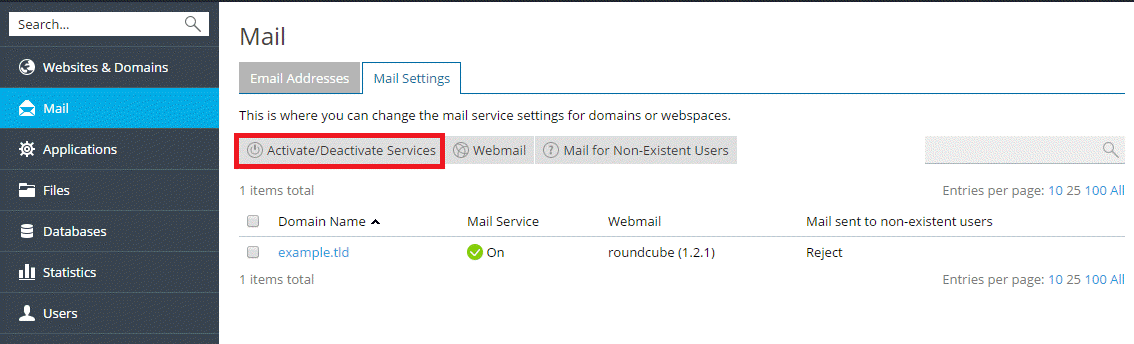 Search...
Websites & Domains
Mail
Applications
Files
Databases
Statistics
Users
Mail
Email Addresses Mail Settings
This is where you can change the mail service settings for domains or webspaces.
Activate/Deactivate Services Webmail Mail for Non-Existent Users
1 items total Entries per page: 10 25 100 All
Domain Name Mail Service Webmail Mail sent to non-existent users
example.tld On roundcube (1.2.1) Reject
1 items total Entries per page: 10 25 100 All